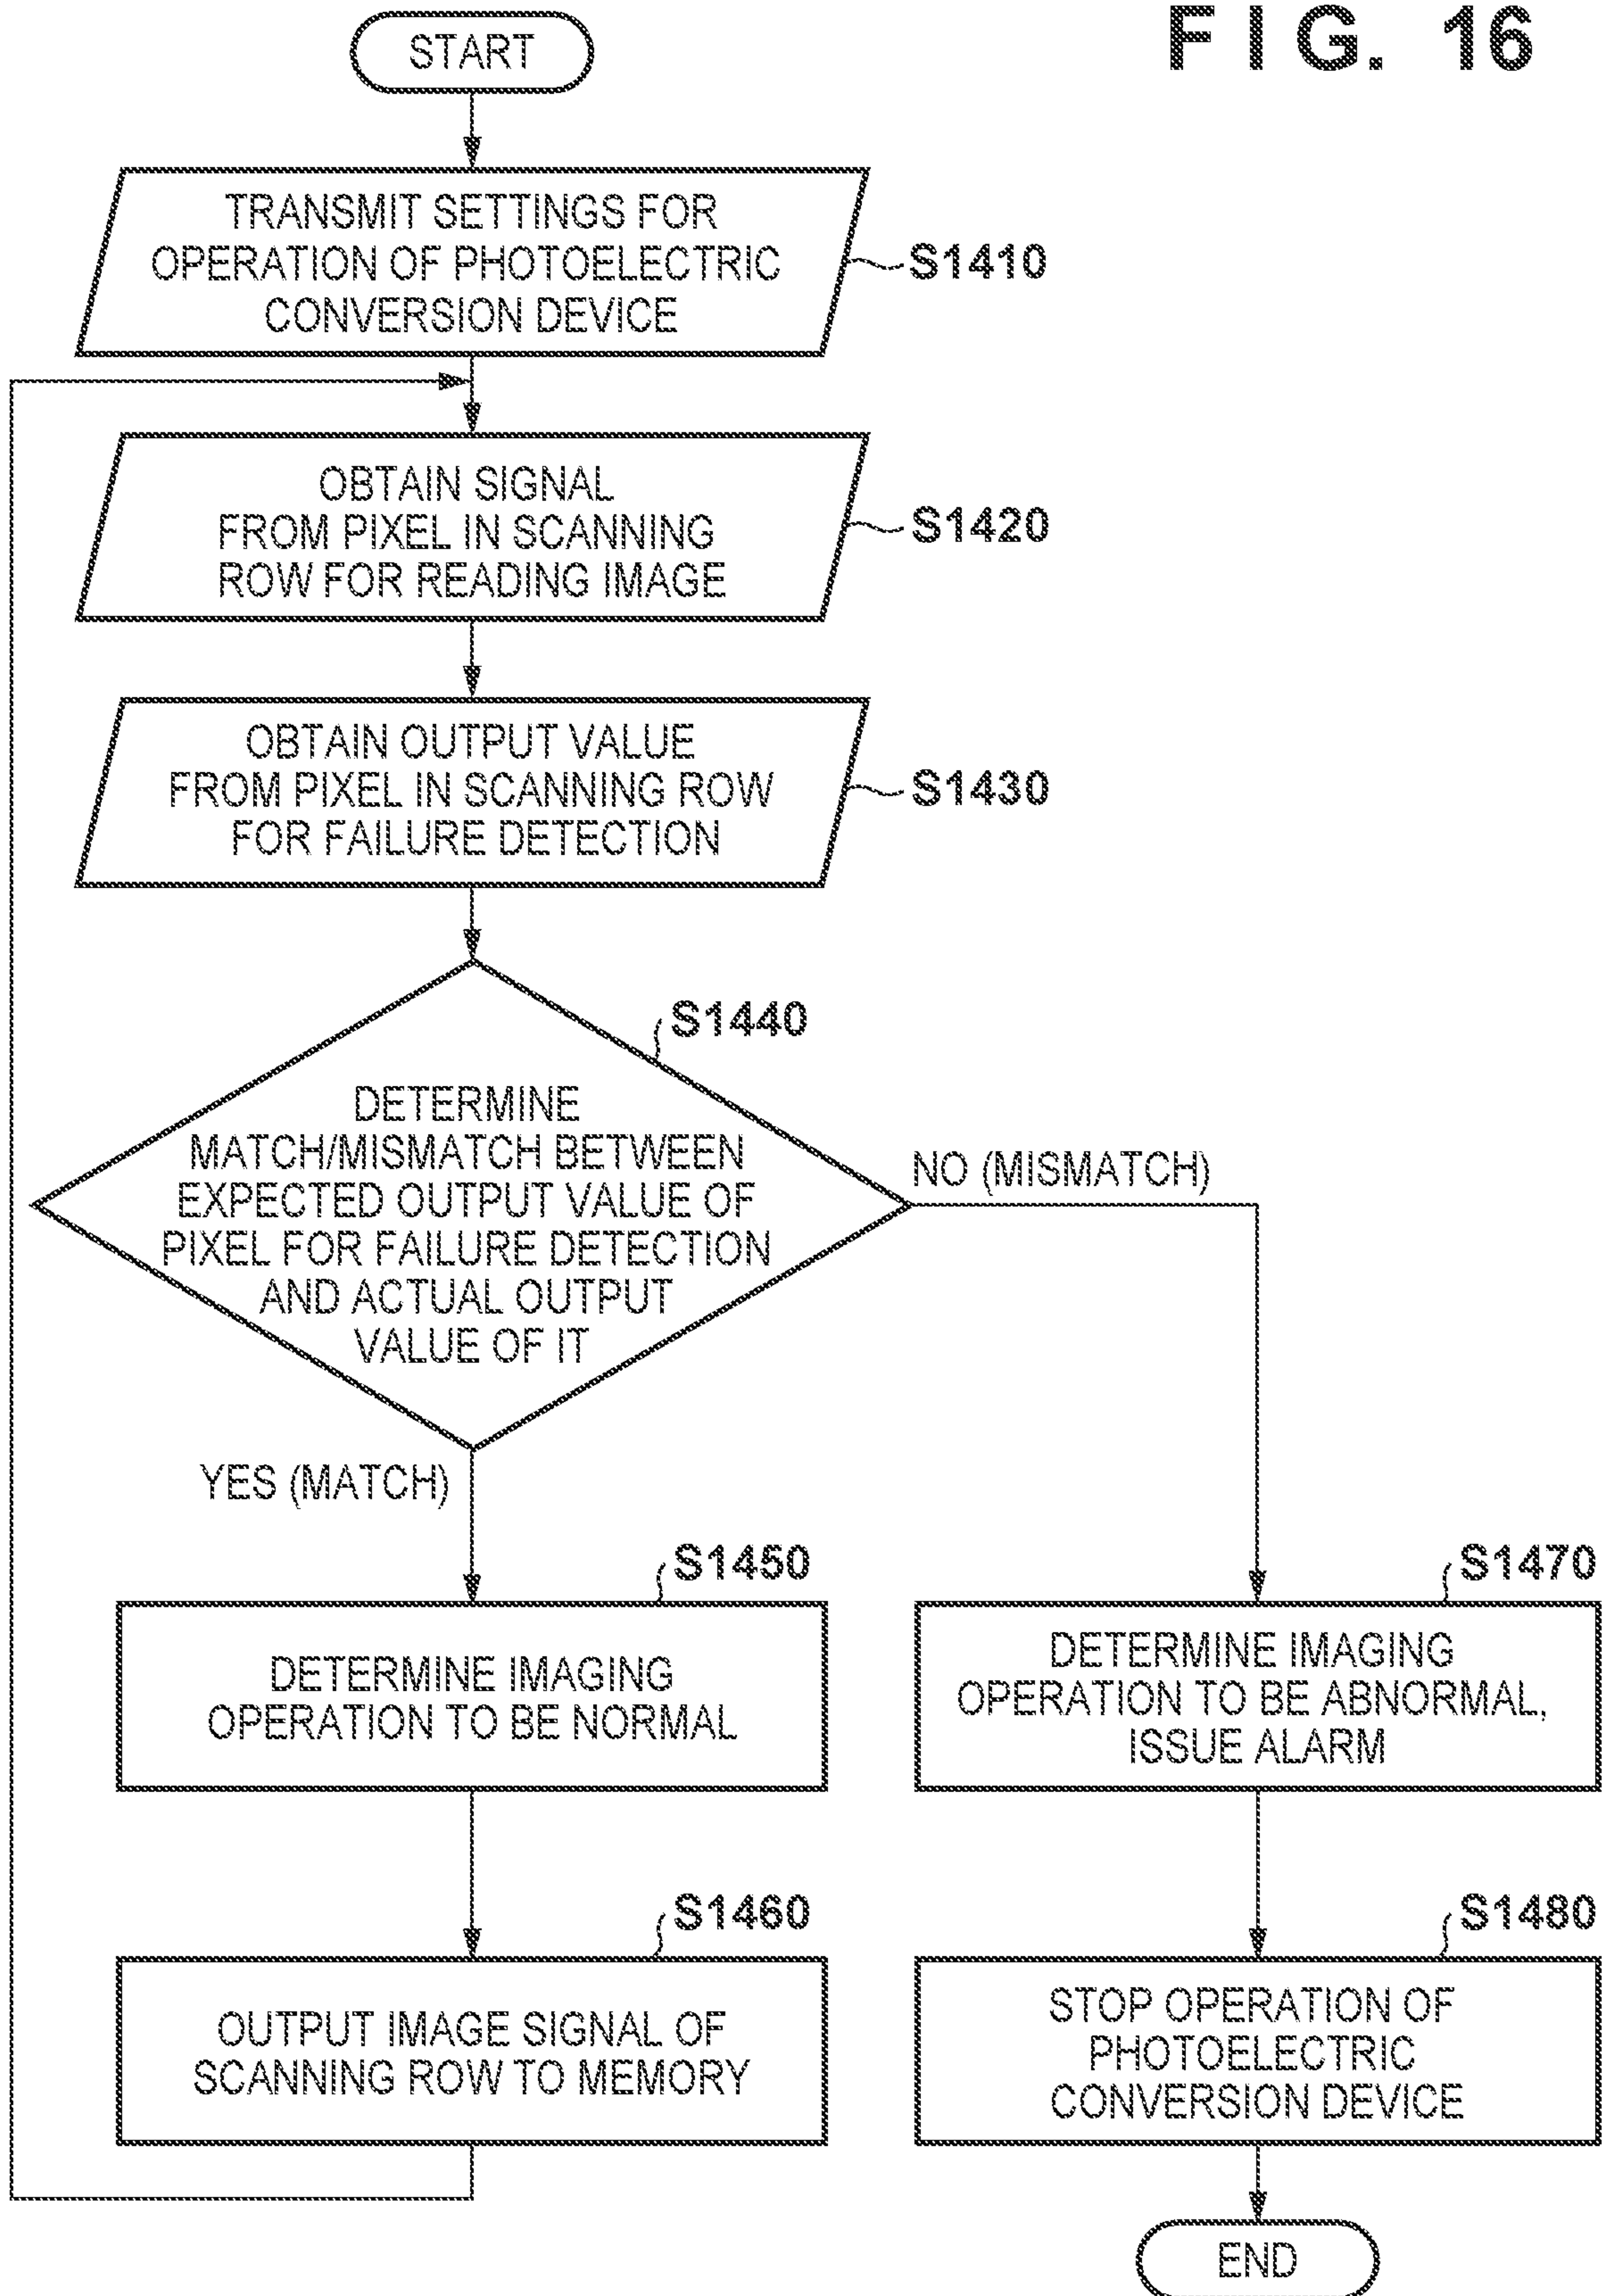 FIG. 16
START
TRANSMIT SETTINGS FOR
OPERATION OF PHOTOELECTRIC
CONVERSION DEVICE
S1410
OBTAIN SIGNAL
FROM PIXEL IN SCANNING
ROW FOR READING IMAGE
S1420
OBTAIN OUTPUT VALUE
FROM PIXEL IN SCANNING ROW
FOR FAILURE DETECTION
S1430
S1440
DETERMINE
MATCH/MISMATCH BETWEEN
EXPECTED OUTPUT VALUE OF
PIXEL FOR FAILURE DETECTION
AND ACTUAL OUTPUT
VALUE OF IT
NO (MISMATCH)
YES (MATCH)
S1450
DETERMINE IMAGING
OPERATION TO BE NORMAL
S1470
DETERMINE IMAGING
OPERATION TO BE ABNORMAL,
ISSUE ALARM
S1460
OUTPUT IMAGE SIGNAL OF
SCANNING ROW TO MEMORY
S1480
STOP OPERATION OF
PHOTOELECTRIC
CONVERSION DEVICE
END